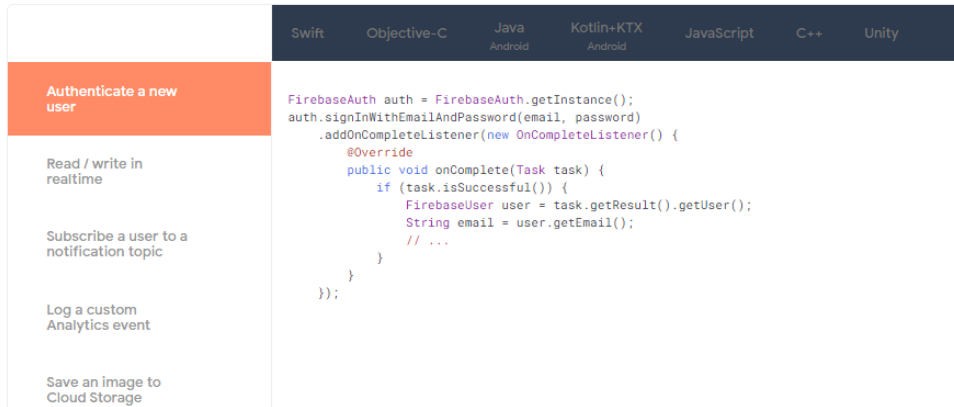 Swift Objective-C Java Kotlin+KTX JavaScript C++ Unity
Android Android
Authenticate a new
user
Read / write in
realtime
Subscribe a user to a
notification topic
Log a custom
Analytics event
Save an image to
Cloud Storage
FirebaseAuth auth = FirebaseAuth.getInstance();
auth.signInWithEmailAndPassword(email, password)
    .addOnCompleteListener(new OnCompleteListener() {
        @Override
        public void onComplete(Task task) {
            if (task.isSuccessful()) {
                FirebaseUser user = task.getResult().getUser();
                String email = user.getEmail();
                // ...
            }
        }
    });